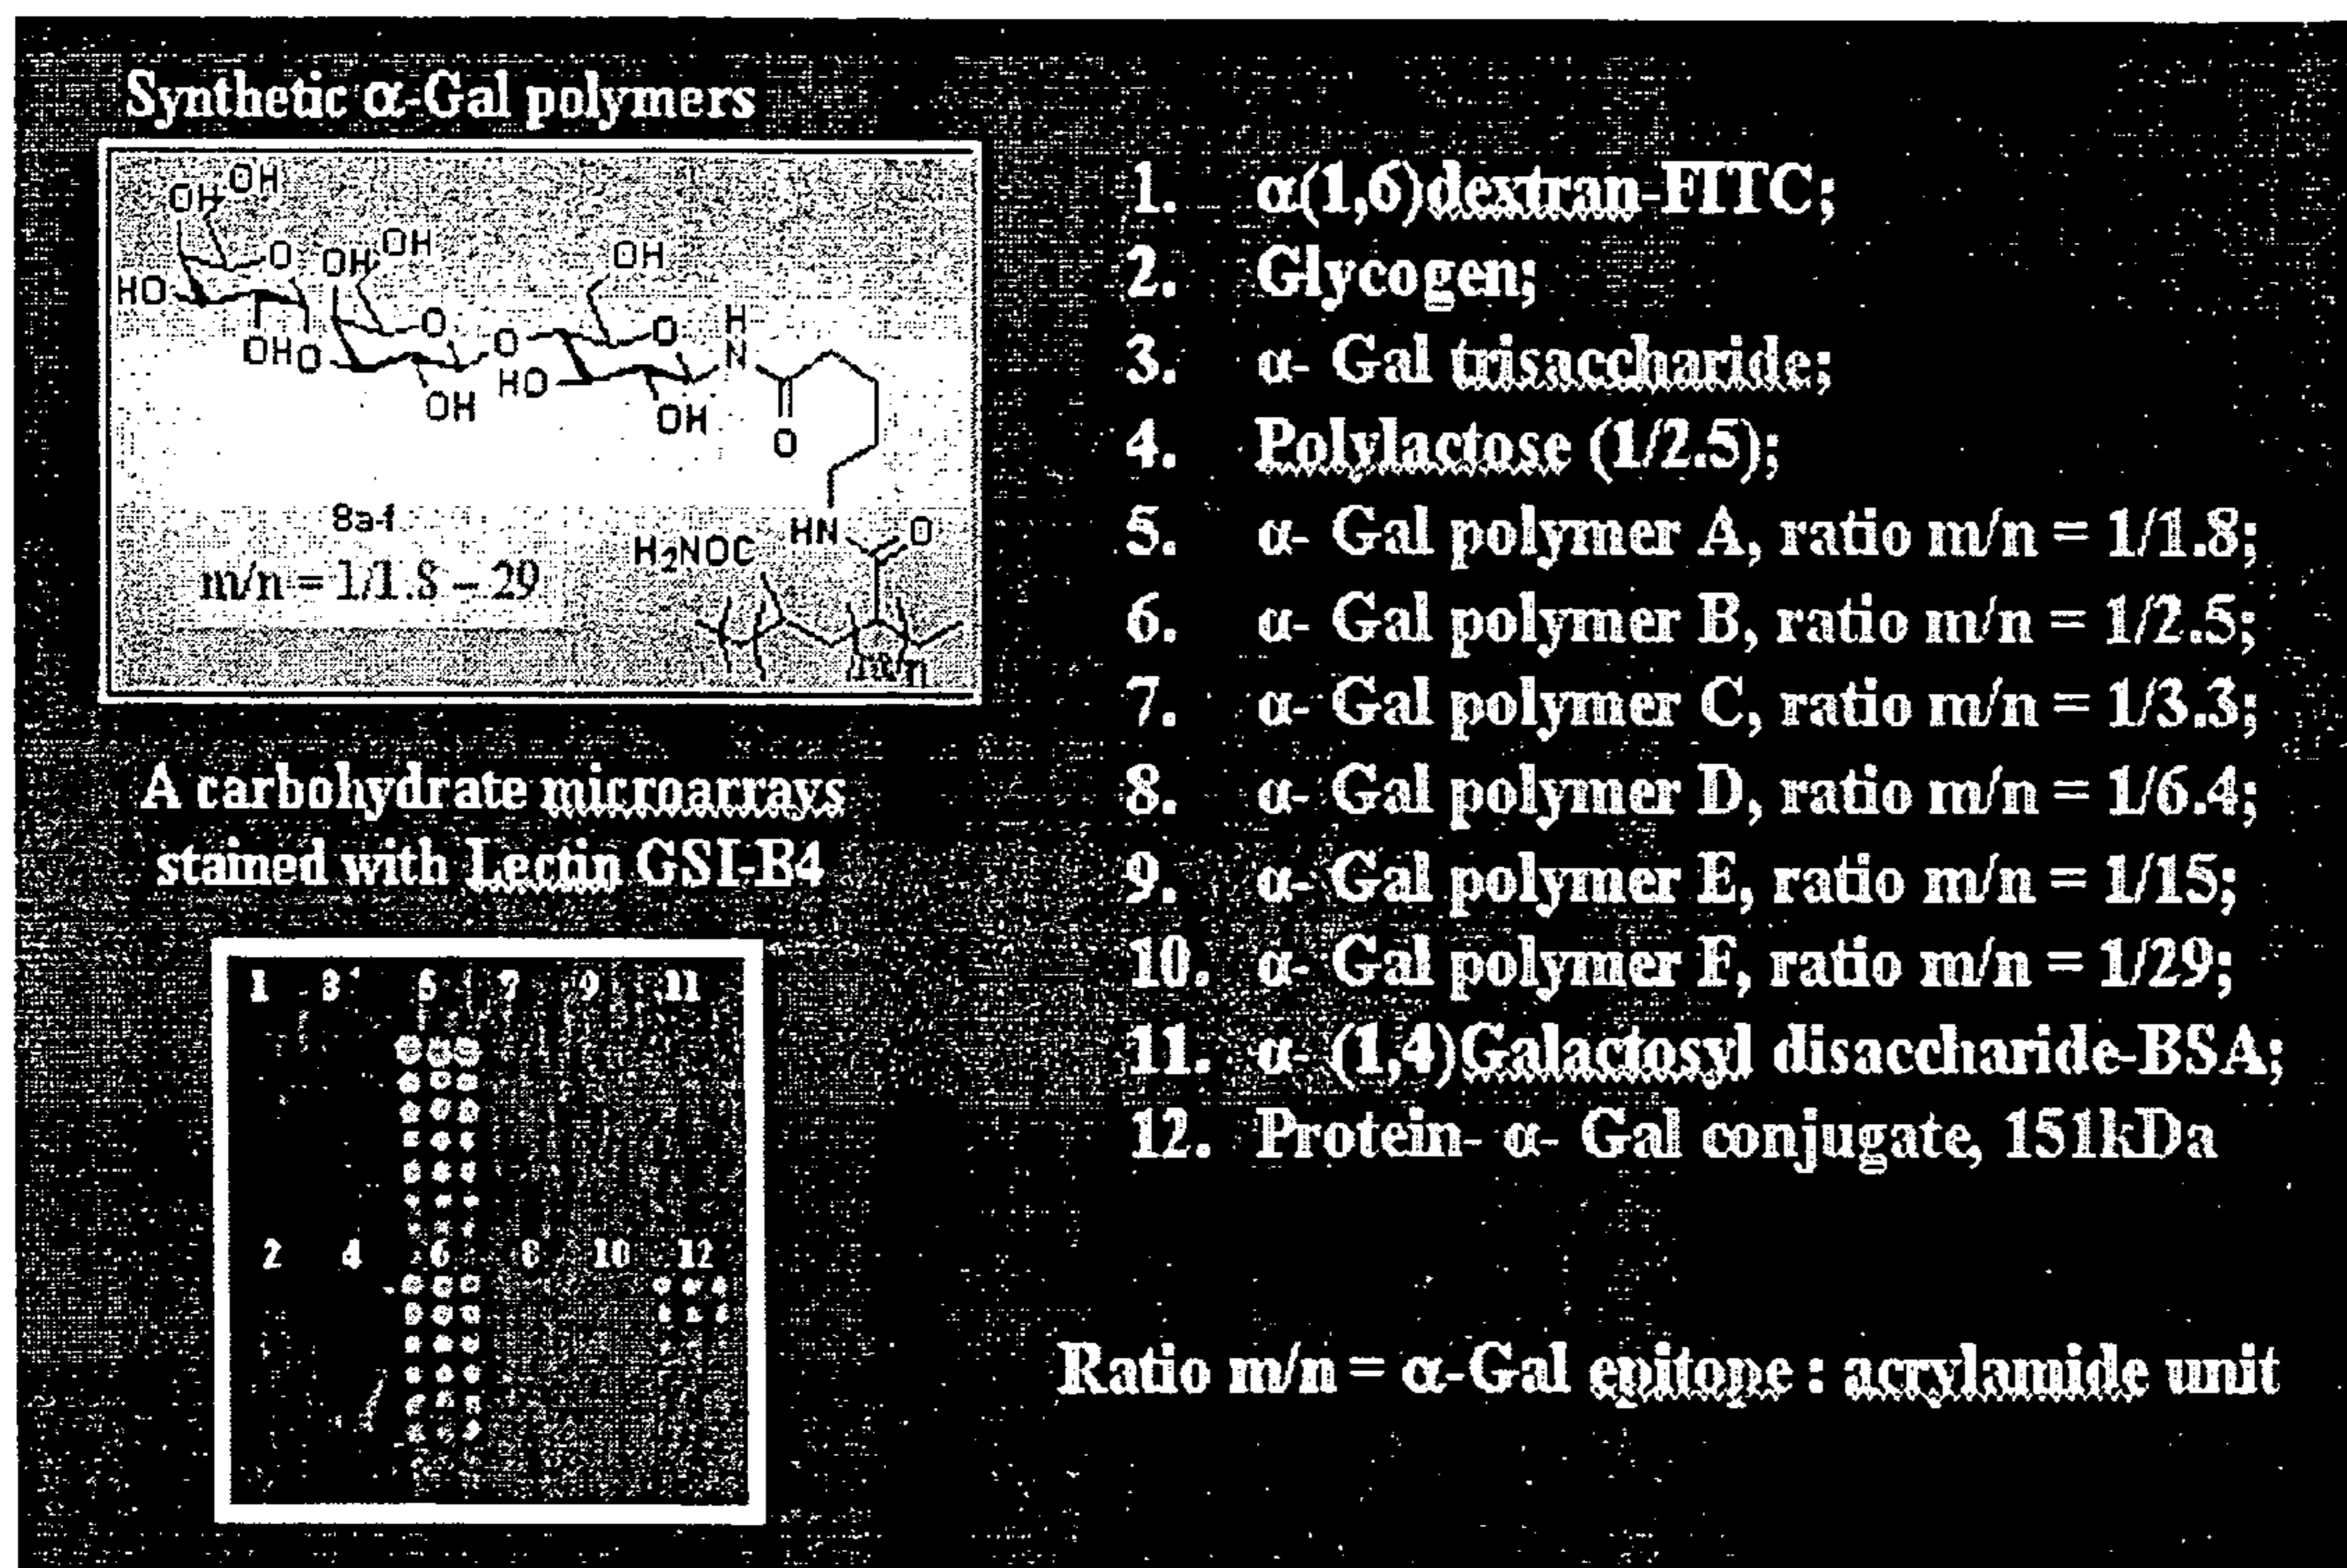 Synthetic α-Gal polymers
OH OH
O OH OH OH
HO O O O H
OH O O N
HO OH
OH O
8a-f HN O
H₂NOC
m/n = 1/1.8 – 29
A carbohydrate microarrays
stained with Lectin GSI-B4
1 3 5 7 9 11
2 4 6 8 10 12
1. α(1,6)dextran-FITC;
2. Glycogen;
3. α- Gal trisaccharide;
4. Polylactose (1/2.5);
5. α- Gal polymer A, ratio m/n = 1/1.8;
6. α- Gal polymer B, ratio m/n = 1/2.5;
7. α- Gal polymer C, ratio m/n = 1/3.3;
8. α- Gal polymer D, ratio m/n = 1/6.4;
9. α- Gal polymer E, ratio m/n = 1/15;
10. α- Gal polymer F, ratio m/n = 1/29;
11. α- (1,4)Galactosyl disaccharide-BSA;
12. Protein- α- Gal conjugate, 151kDa
Ratio m/n = α-Gal epitope : acrylamide unit